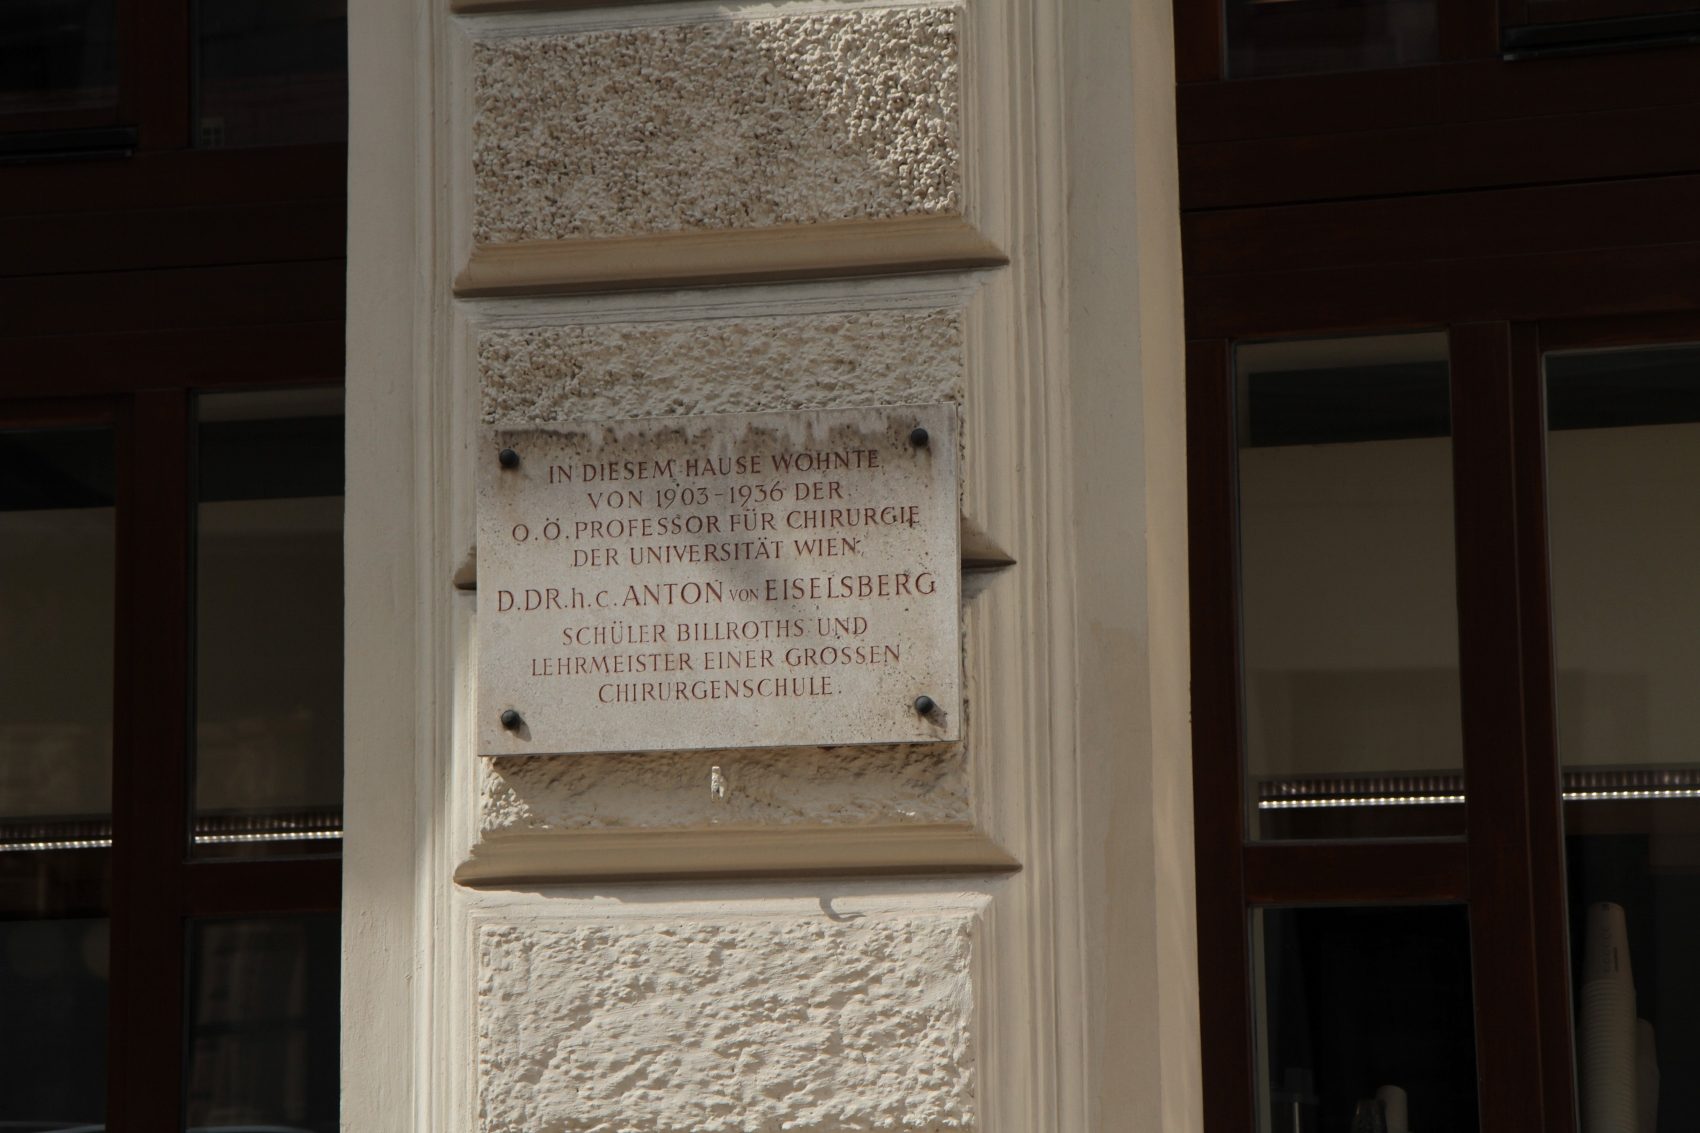 IN DIESEM HAUSE WOHNTE
VON 1903-1936 DER
O.Ö. PROFESSOR FÜR CHIRURGIE
DER UNIVERSITÄT WIEN,
D.DR.h.c. ANTON VON EISELSBERG
SCHÜLER BILLROTHS UND
LEHRMEISTER EINER GROSSEN
CHIRURGENSCHULE.